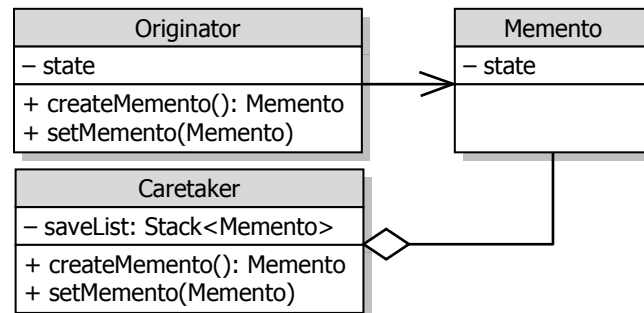 Originator
– state
+ createMemento(): Memento
+ setMemento(Memento)
Memento
– state
Caretaker
– saveList: Stack<Memento>
+ createMemento(): Memento
+ setMemento(Memento)